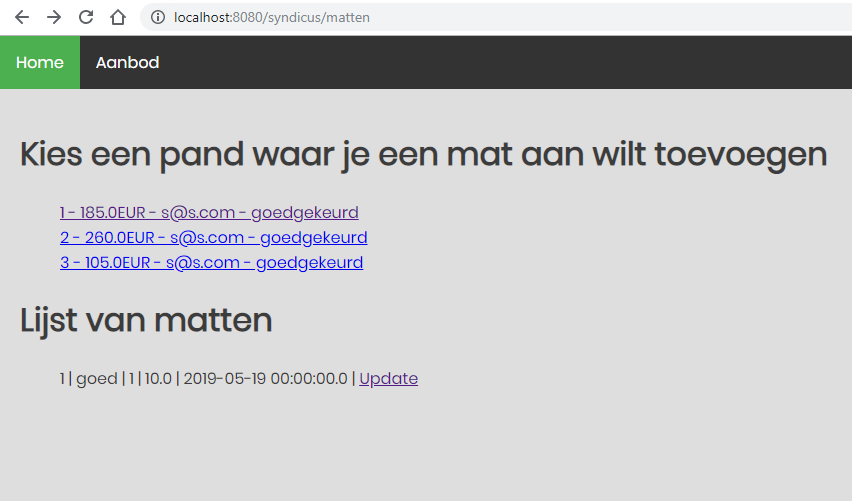 localhost:8080/syndicus/matten
Home Aanbod
Kies een pand waar je een mat aan wilt toevoegen
1 - 185.0EUR - s@s.com - goedgekeurd
2 - 260.0EUR - s@s.com - goedgekeurd
3 - 105.0EUR - s@s.com - goedgekeurd
Lijst van matten
1 | goed | 1 | 10.0 | 2019-05-19 00:00:00.0 | Update